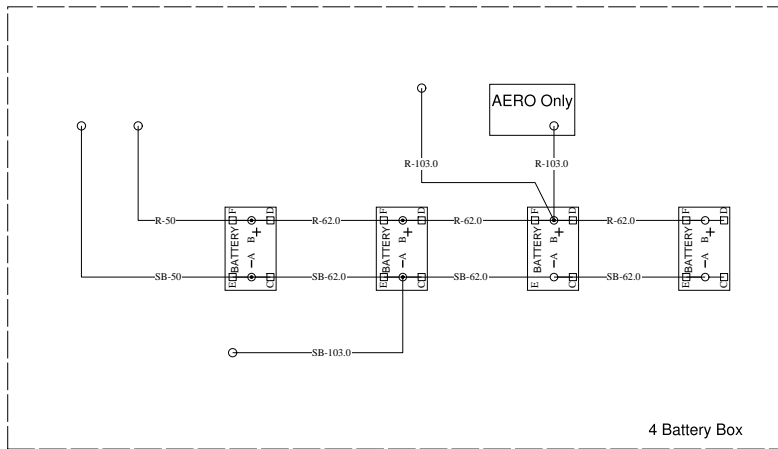 AERO Only
R-103.0
R-103.0
R-50
R-62.0
R-62.0
R-62.0
F
D
F
D
F
D
F
D
B +
B +
B +
B +
BATTERY
BATTERY
BATTERY
BATTERY
– A
– A
– A
– A
SB-50
SB-62.0
SB-62.0
SB-62.0
E
C
E
C
E
C
E
C
SB-103.0
4 Battery Box